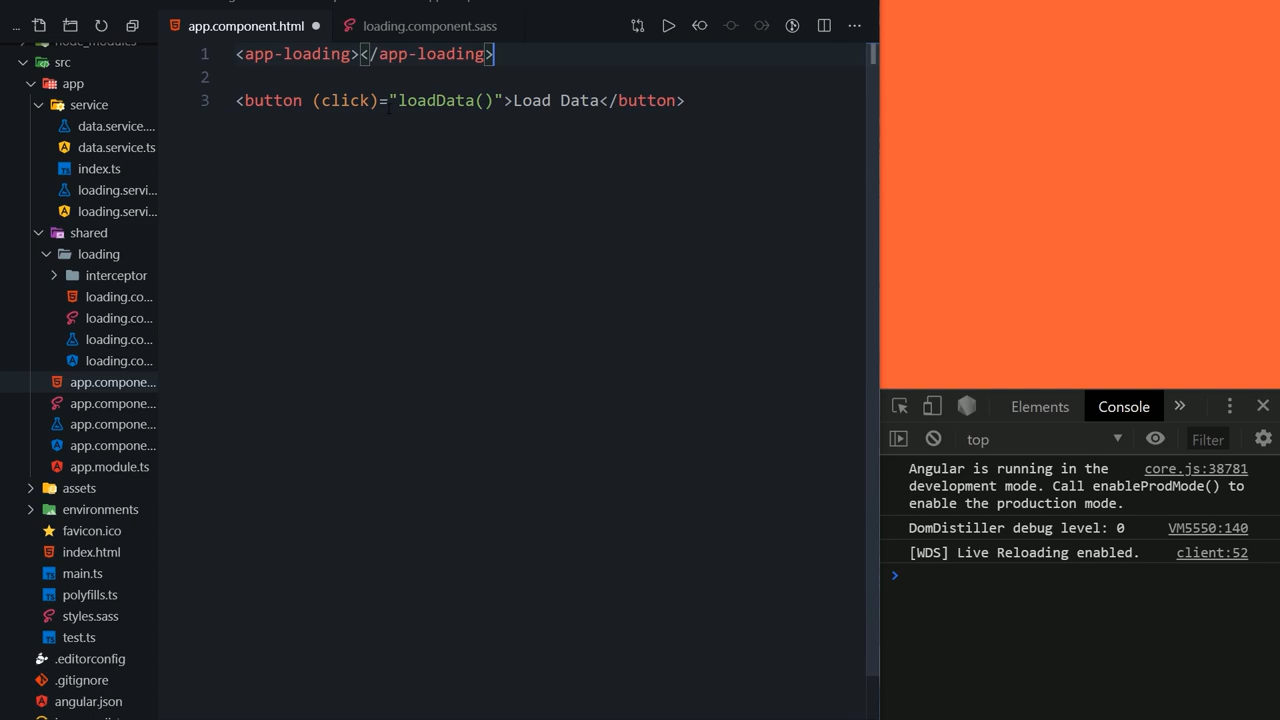 ...
app.component.html
loading.component.sass
...
node_modules
src
app
service
data.service....
data.service.ts
index.ts
loading.servi...
loading.servi...
shared
loading
interceptor
loading.co...
loading.co...
loading.co...
loading.co...
app.compone...
app.compone...
app.compone...
app.compone...
app.module.ts
assets
environments
favicon.ico
index.html
main.ts
polyfills.ts
styles.sass
test.ts
.editorconfig
.gitignore
angular.json
1 <app-loading></app-loading>
2
3 <button (click)="loadData()">Load Data</button>
Elements Console »
top Filter
Angular is running in the core.js:38781
development mode. Call enableProdMode() to
enable the production mode.
DomDistiller debug level: 0 VM5550:140
[WDS] Live Reloading enabled. client:52